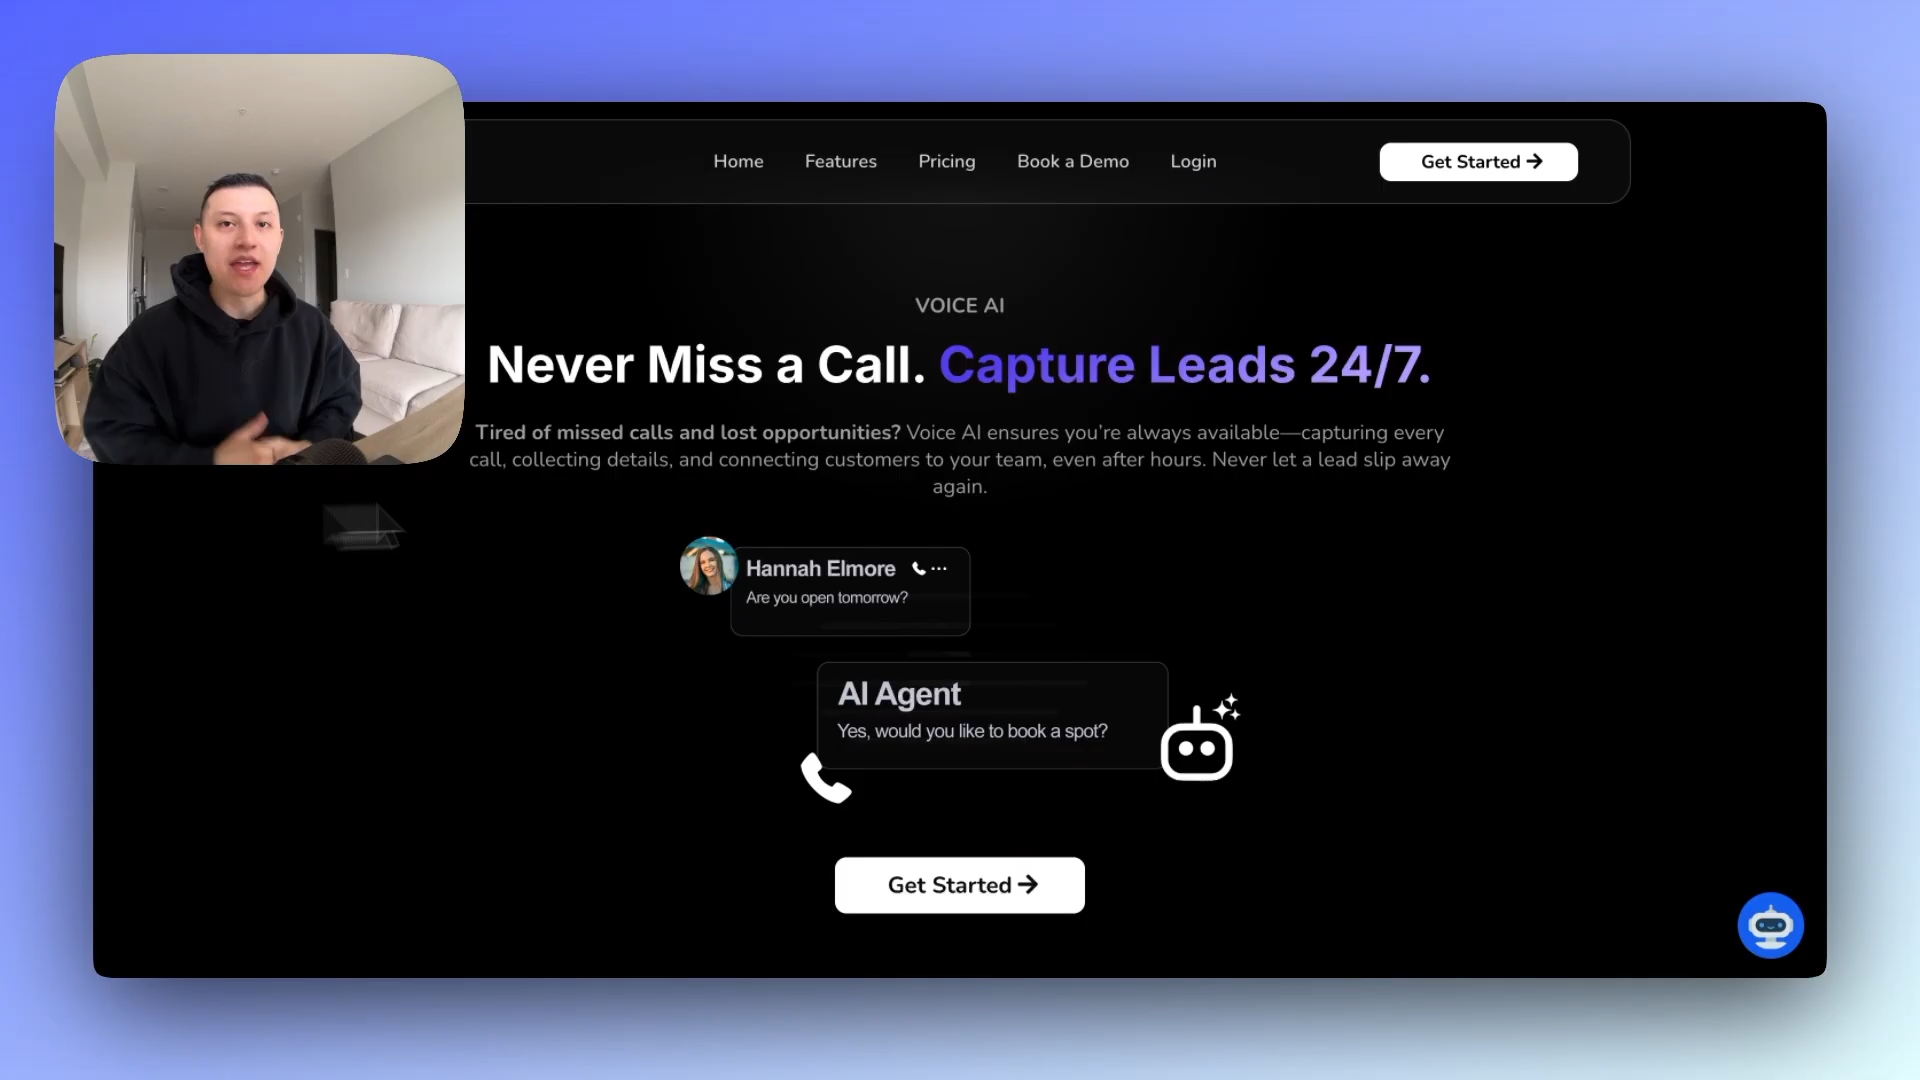 Home Features Pricing Book a Demo Login Get Started
VOICE AI
Never Miss a Call. Capture Leads 24/7.
Tired of missed calls and lost opportunities? Voice AI ensures you're always available—capturing every
call, collecting details, and connecting customers to your team, even after hours. Never let a lead slip away
again.
Hannah Elmore
Are you open tomorrow?
AI Agent
Yes, would you like to book a spot?
Get Started